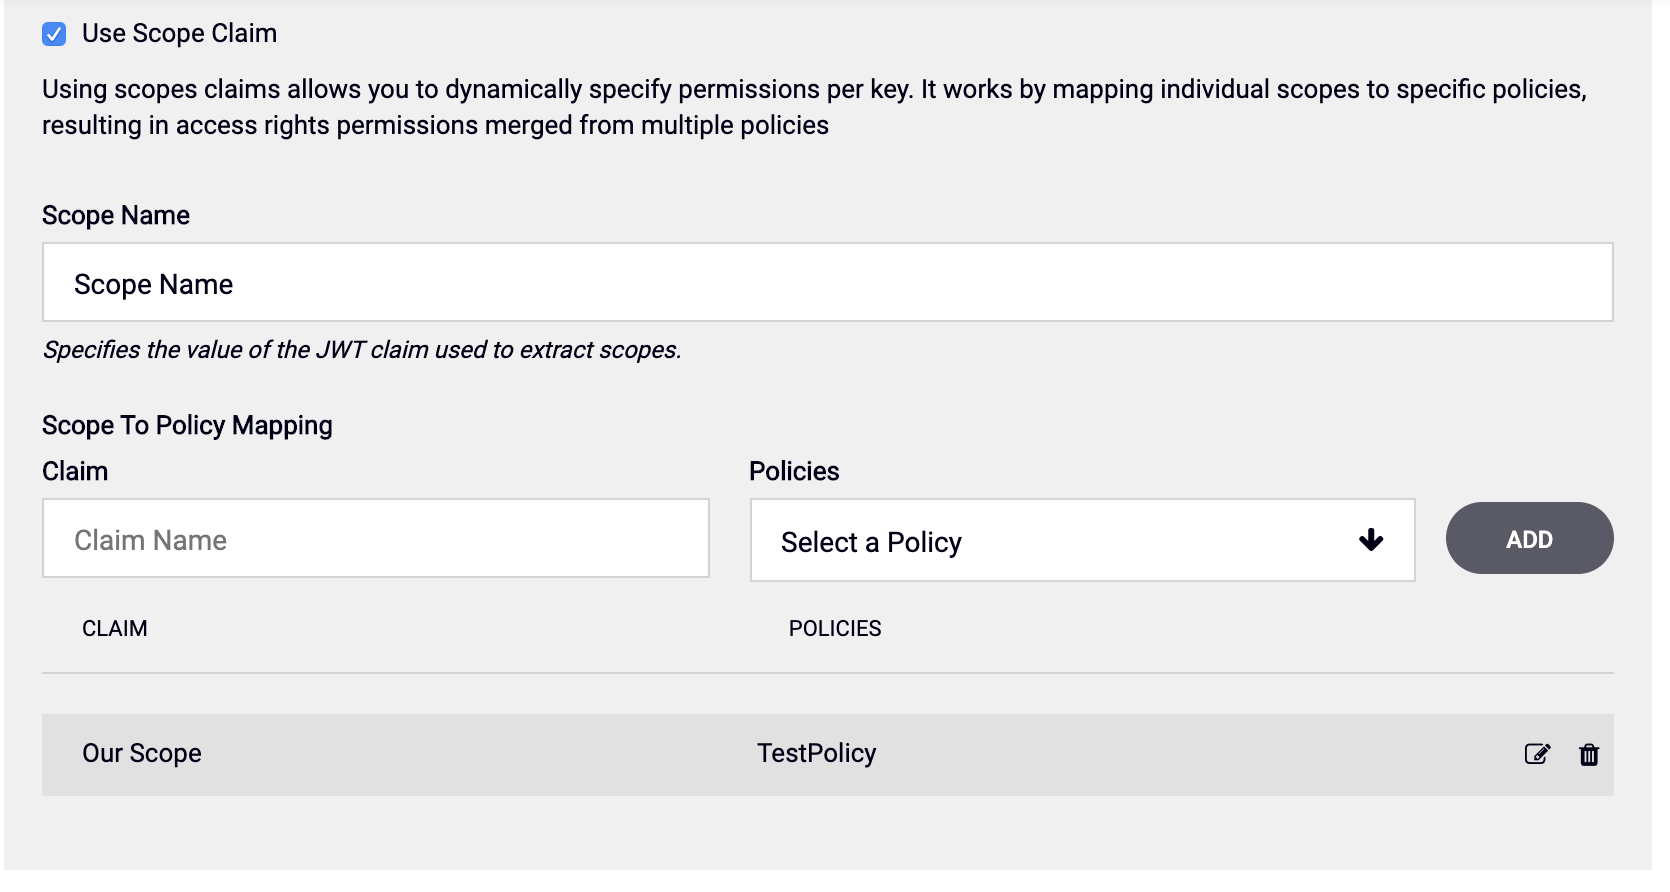 Use Scope Claim
Using scopes claims allows you to dynamically specify permissions per key. It works by mapping individual scopes to specific policies,
resulting in access rights permissions merged from multiple policies
Scope Name
Scope Name
Specifies the value of the JWT claim used to extract scopes.
Scope To Policy Mapping
Claim
Policies
Claim Name
Select a Policy
ADD
CLAIM
POLICIES
Our Scope
TestPolicy